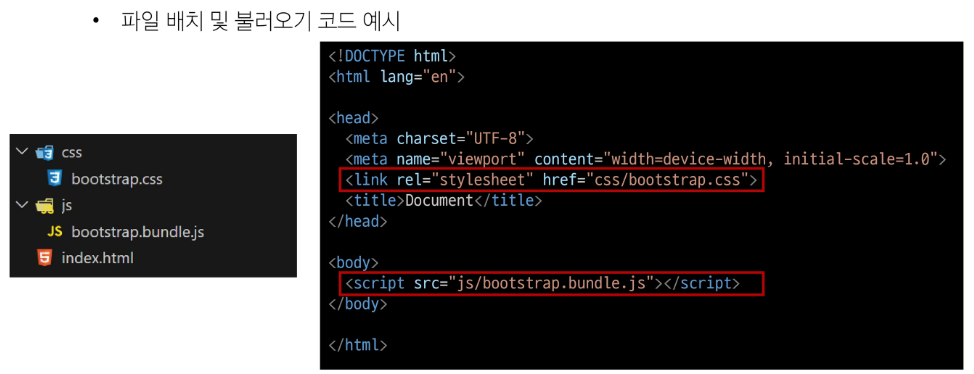 • 파일 배치 및 불러오기 코드 예시
css
bootstrap.css
js
JS bootstrap.bundle.js
index.html
<!DOCTYPE html>
<html lang="en">
<head>
<meta charset="UTF-8">
<meta name="viewport" content="width=device-width, initial-scale=1.0">
<link rel="stylesheet" href="css/bootstrap.css">
<title>Document</title>
</head>
<body>
<script src="js/bootstrap.bundle.js"></script>
</body>
</html>